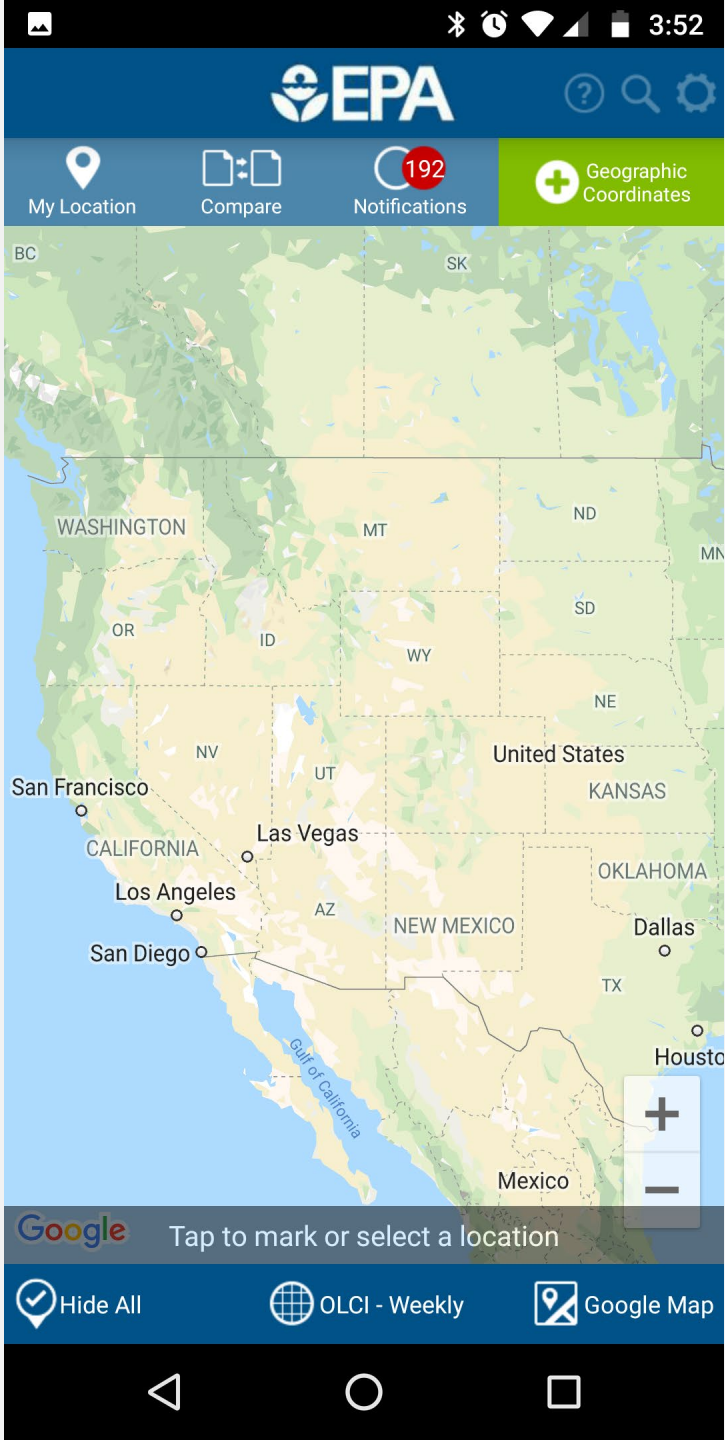 3:52
EPA
?
My Location
Compare
192
Notifications
Geographic
Coordinates
BC
SK
WASHINGTON
MT
ND
MN
OR
ID
SD
WY
NE
NV
UT
United States
San Francisco
KANSAS
Las Vegas
CALIFORNIA
OKLAHOMA
Los Angeles
AZ
NEW MEXICO
Dallas
San Diego
TX
Gulf of California
Housto
+
Mexico
−
Google
Tap to mark or select a location
Hide All
OLCI - Weekly
Google Map